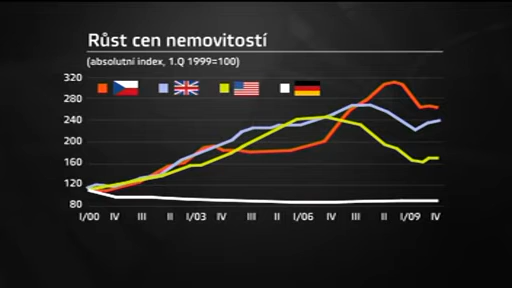 Růst cen nemovitostí
(absolutní index, 1.Q 1999=100)
320
280
240
200
160
120
80
I/00 IV III II I/03 IV III II I/06 IV III II I/09 IV